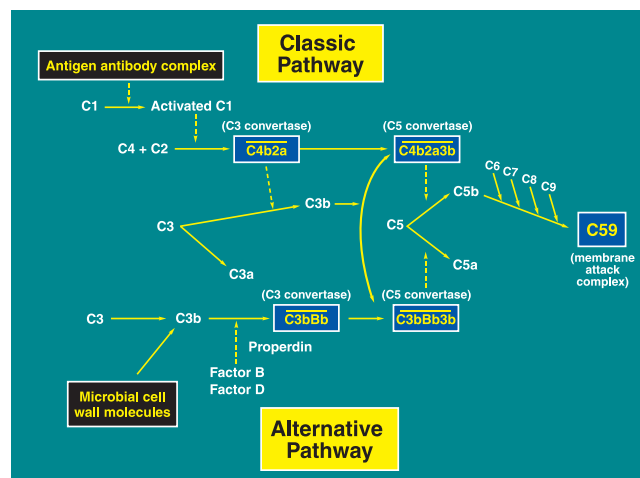 Classic
Pathway
Antigen antibody complex
C1
Activated C1
(C3 convertase)
(C5 convertase)
C4 + C2
C4b2a
C4b2a3b
C6
C7
C8
C9
C5b
C3b
C3
C5
C59
(membrane
attack
complex)
C3a
C5a
(C3 convertase)
(C5 convertase)
C3
C3b
C3bBb
C3bBb3b
Properdin
Factor B
Factor D
Microbial cell
wall molecules
Alternative
Pathway